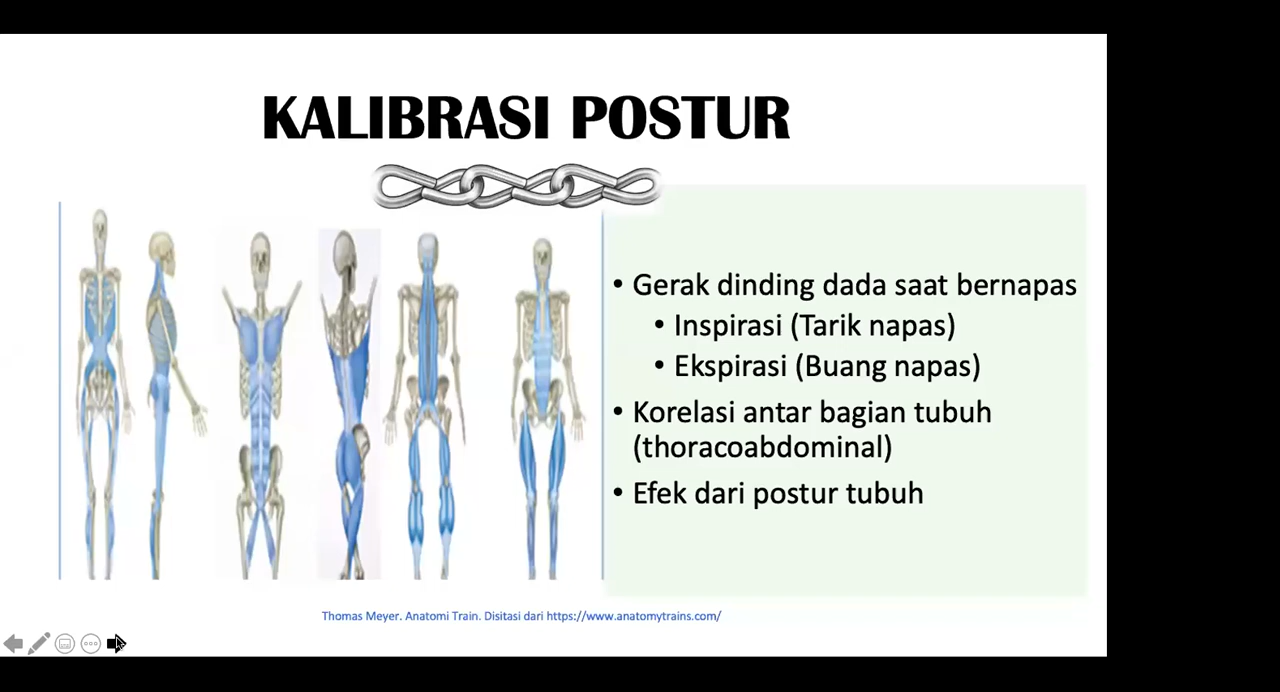 KALIBRASI POSTUR
• Gerak dinding dada saat bernapas
• Inspirasi (Tarik napas)
• Ekspirasi (Buang napas)
• Korelasi antar bagian tubuh
(thoracoabdominal)
• Efek dari postur tubuh
Thomas Meyer. Anatomi Train. Disitasi dari https://www.anatomytrains.com/